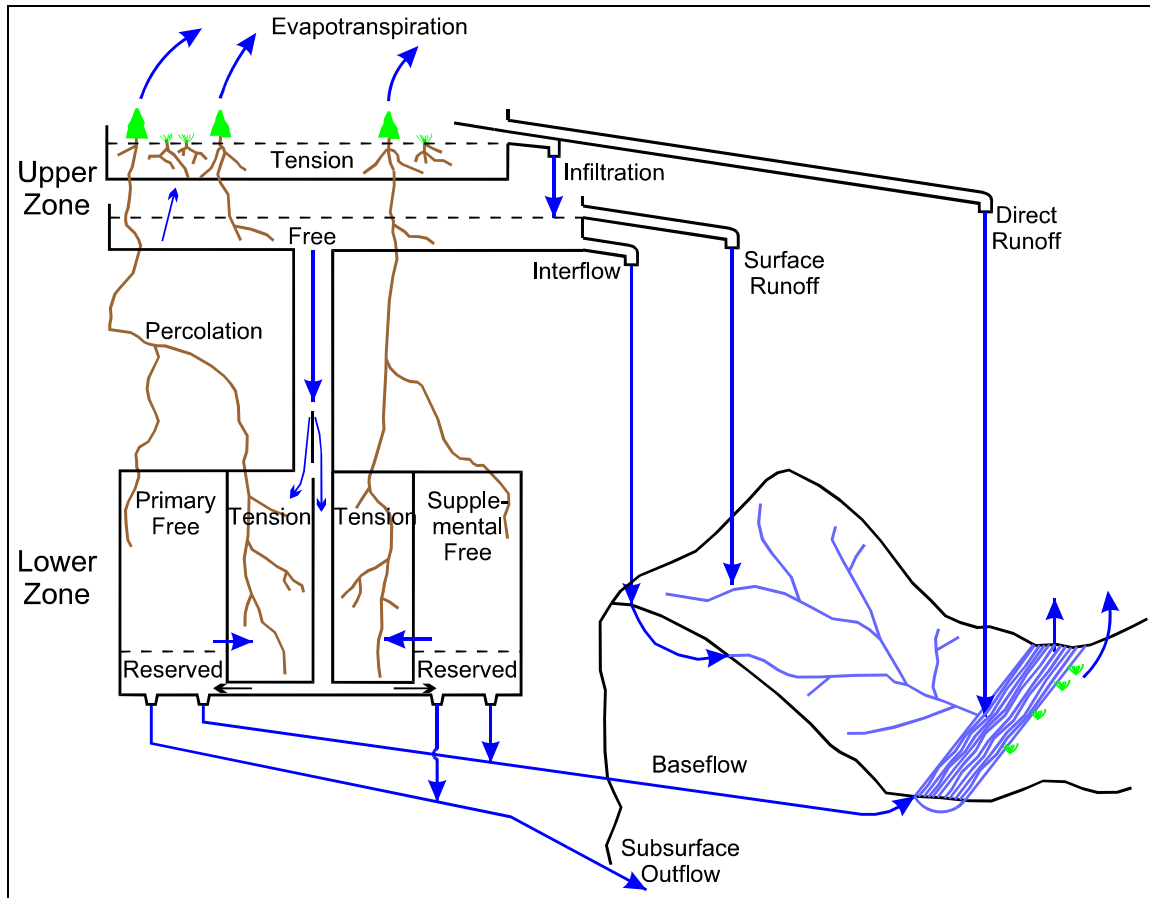 Evapotranspiration
Upper
Zone
Tension
Infiltration
Direct
Runoff
Free
Interflow
Surface
Runoff
Percolation
Lower
Zone
Primary
Free
Tension
Tension
Supple-
mental
Free
Reserved
Reserved
Baseflow
Subsurface
Outflow